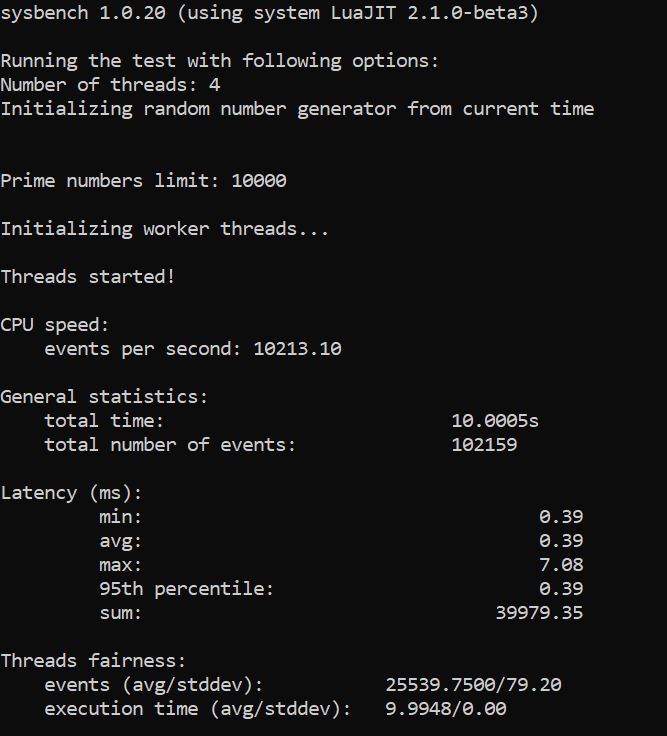 sysbench 1.0.20 (using system LuaJIT 2.1.0-beta3)
Running the test with following options:
Number of threads: 4
Initializing random number generator from current time
Prime numbers limit: 10000
Initializing worker threads...
Threads started!
CPU speed:
events per second: 10213.10
General statistics:
total time: 10.0005s
total number of events: 102159
Latency (ms):
min: 0.39
avg: 0.39
max: 7.08
95th percentile: 0.39
sum: 39979.35
Threads fairness:
events (avg/stddev): 25539.7500/79.20
execution time (avg/stddev): 9.9948/0.00